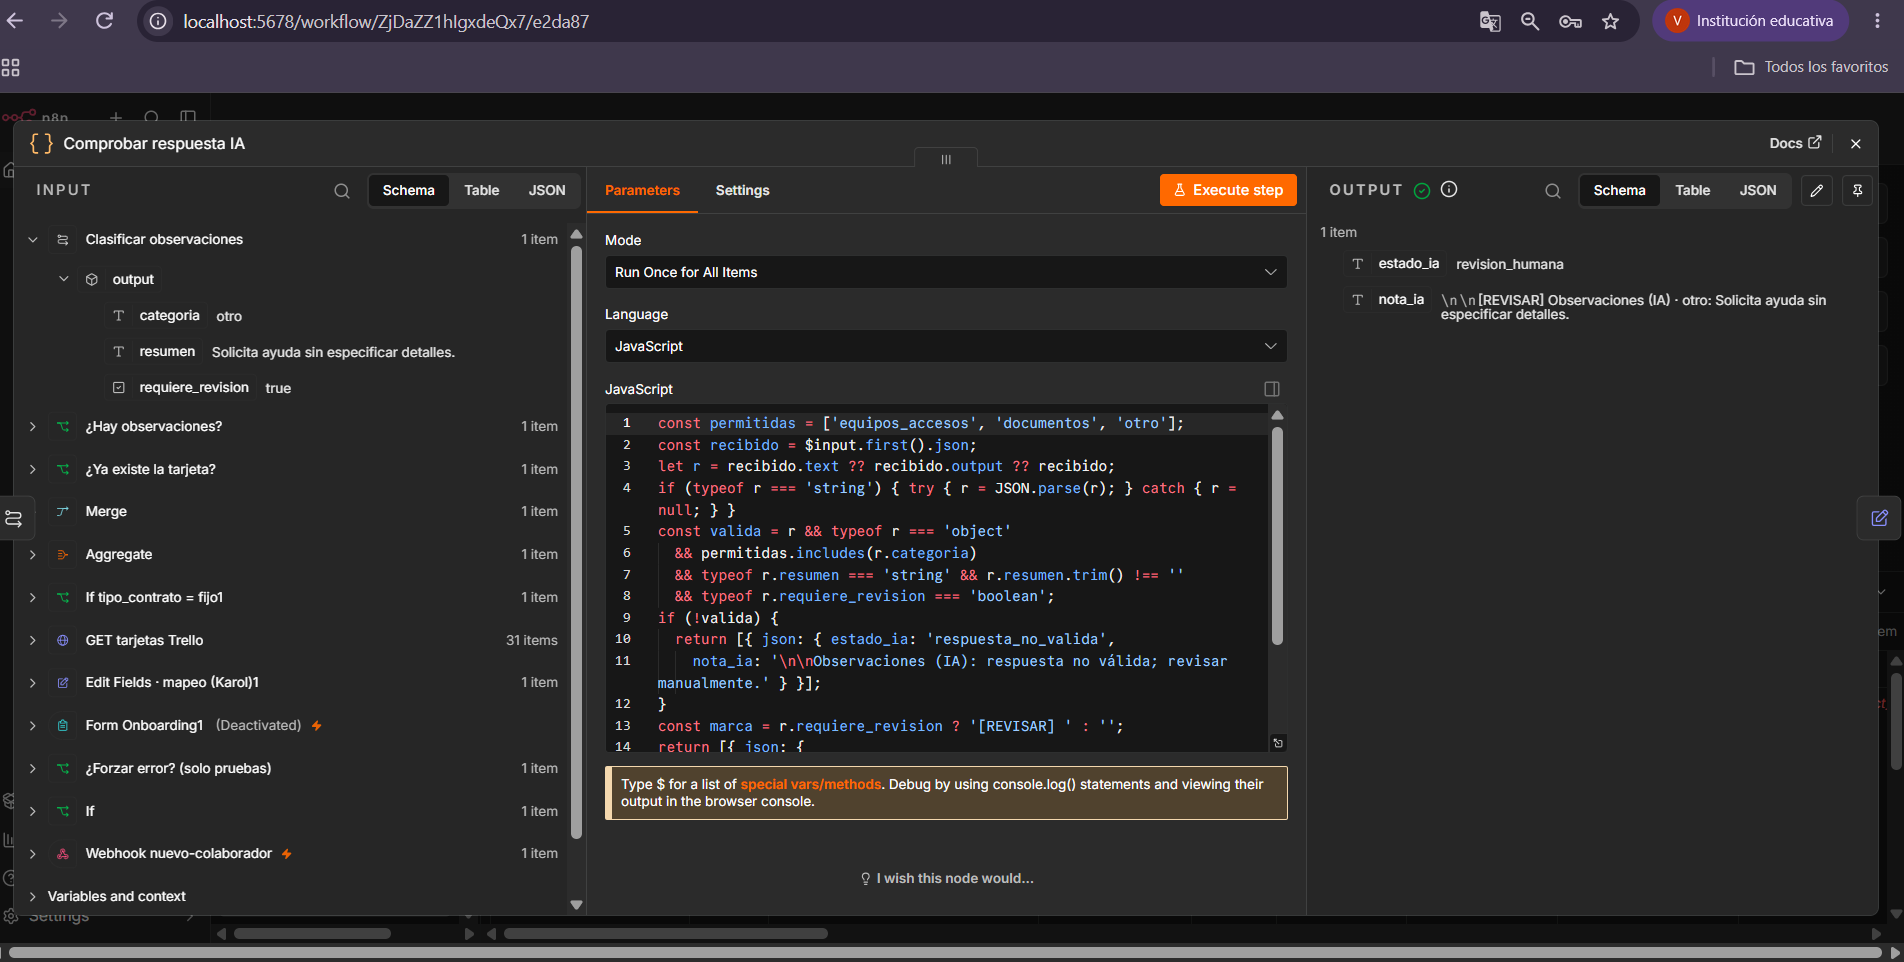 localhost:5678/workflow/ZjDaZZ1hIgxdeQx7/e2da87
V
Institución educativa
Todos los favoritos
n8n
Comprobar respuesta IA
Docs
INPUT
Schema
Table
JSON
Clasificar observaciones
1 item
output
categoria
otro
resumen
Solicita ayuda sin especificar detalles.
requiere_revision
true
¿Hay observaciones?
1 item
¿Ya existe la tarjeta?
1 item
Merge
1 item
Aggregate
1 item
If tipo_contrato = fijo1
1 item
GET tarjetas Trello
31 items
Edit Fields · mapeo (Karol)1
1 item
Form Onboarding1 (Deactivated)
¿Forzar error? (solo pruebas)
1 item
If
1 item
Webhook nuevo-colaborador
1 item
Variables and context
Settings
Parameters
Settings
Execute step
Mode
Run Once for All Items
Language
JavaScript
JavaScript
1 const permitidas = ['equipos_accesos', 'documentos', 'otro'];
2 const recibido = $input.first().json;
3 let r = recibido.text ?? recibido.output ?? recibido;
4 if (typeof r === 'string') { try { r = JSON.parse(r); } catch { r =
null; } }
5 const valida = r && typeof r === 'object'
6 && permitidas.includes(r.categoria)
7 && typeof r.resumen === 'string' && r.resumen.trim() !== ''
8 && typeof r.requiere_revision === 'boolean';
9 if (!valida) {
10 return [{ json: { estado_ia: 'respuesta_no_valida',
11 nota_ia: '\n\nObservaciones (IA): respuesta no válida; revisar
manualmente.' } }];
12 }
13 const marca = r.requiere_revision ? '[REVISAR] ' : '';
14 return [{ json: {
Type $ for a list of special vars/methods. Debug by using console.log() statements and viewing their
output in the browser console.
I wish this node would...
OUTPUT
Schema
Table
JSON
1 item
estado_ia
revision_humana
nota_ia
\n\n[REVISAR] Observaciones (IA) · otro: Solicita ayuda sin
especificar detalles.